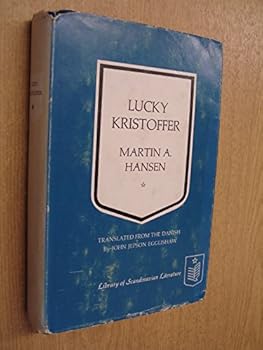 LUCKY
KRISTOFFER
MARTIN A.
HANSEN
TRANSLATED FROM THE DANISH
By JOHN JEPSON EGGLISHAW
Library of Scandinavian Literature